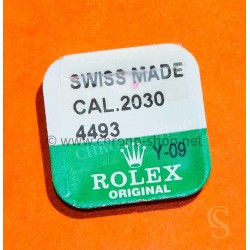 SWISS MADE
CAL.2030
4493
Y-09
ROLEX
ORIGINAL